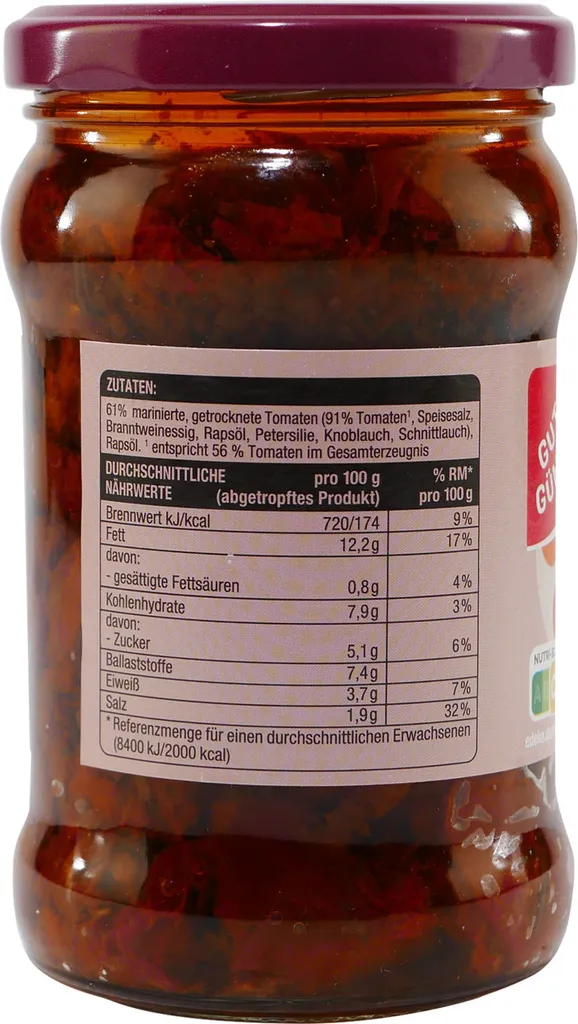 ZUTATEN:
61% marinierte, getrocknete Tomaten (91% Tomaten¹, Speisesalz,
Branntweinessig, Rapsöl, Petersilie, Knoblauch, Schnittlauch),
Rapsöl. ¹ entspricht 56 % Tomaten im Gesamterzeugnis
DURCHSCHNITTLICHE NÄHRWERTE pro 100 g (abgetropftes Produkt) % RM* pro 100 g
Brennwert kJ/kcal 720/174 9%
Fett 12,2g 17%
davon:
- gesättigte Fettsäuren 0,8g 4%
Kohlenhydrate 7,9g 3%
davon:
- Zucker 5,1g 6%
Ballaststoffe 7,4g
Eiweiß 3,7g 7%
Salz 1,9g 32%
* Referenzmenge für einen durchschnittlichen Erwachsenen
(8400 kJ/2000 kcal)
GUT
GÜN
NUTRI-S
A